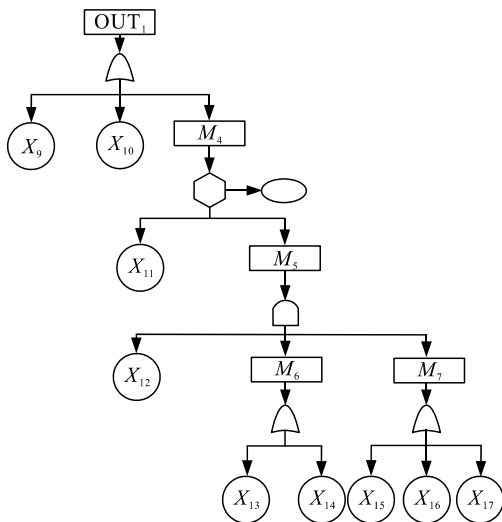 OUT₁
X₉
X₁₀
M₄
X₁₁
M₅
X₁₂
M₆
M₇
X₁₃
X₁₄
X₁₅
X₁₆
X₁₇